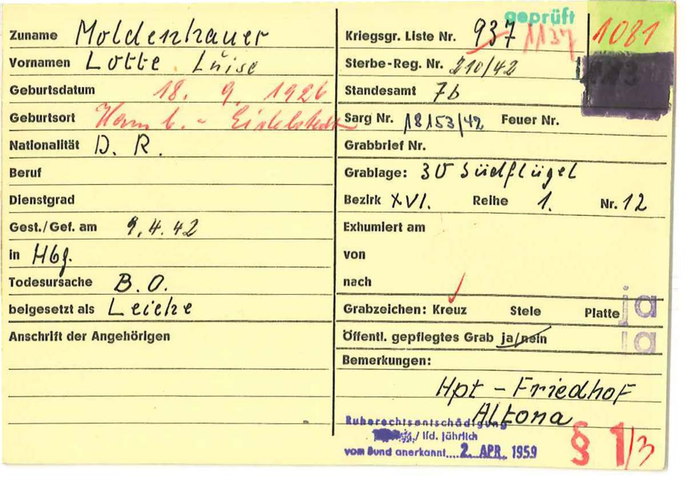 Zuname Moldenhauer
Vornamen Lotte Luise
Geburtsdatum 18. 9. 1926
Geburtsort Hamb. - Eidelstedt
Nationalität D. R.
Beruf
Dienstgrad
Gest./Gef. am 9.4.42
in Hbg.
Todesursache B.O.
beigesetzt als Leiche
Anschrift der Angehörigen
geprüft
Kriegsgr. Liste Nr. 937 1137 1081
Sterbe-Reg. Nr. 210/42
Standesamt 7b
Sarg Nr. 18153/42 Feuer Nr.
Grabbrief Nr.
Grablage: 3U Südflügel
Bezirk XVI. Reihe 1. Nr. 12
Exhumiert am
von
nach
Grabzeichen: Kreuz Stele Platte ja
Öffentl. gepflegtes Grab ja/nein ja
Bemerkungen:
Hpt - Friedhof
Altona
Ruherechtsentschädigung
/ lfd. jährlich
vom Bund anerkannt.... 2. APR. 1959
§ 1/3